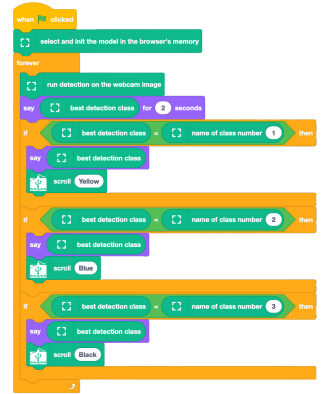 when clicked
select and init the model in the browser's memory
forever
run detection on the webcam image
say best detection class for 2 seconds
if best detection class = name of class number 1 then
say best detection class
scroll Yellow
if best detection class = name of class number 2 then
say best detection class
scroll Blue
if best detection class = name of class number 3 then
say best detection class
scroll Black